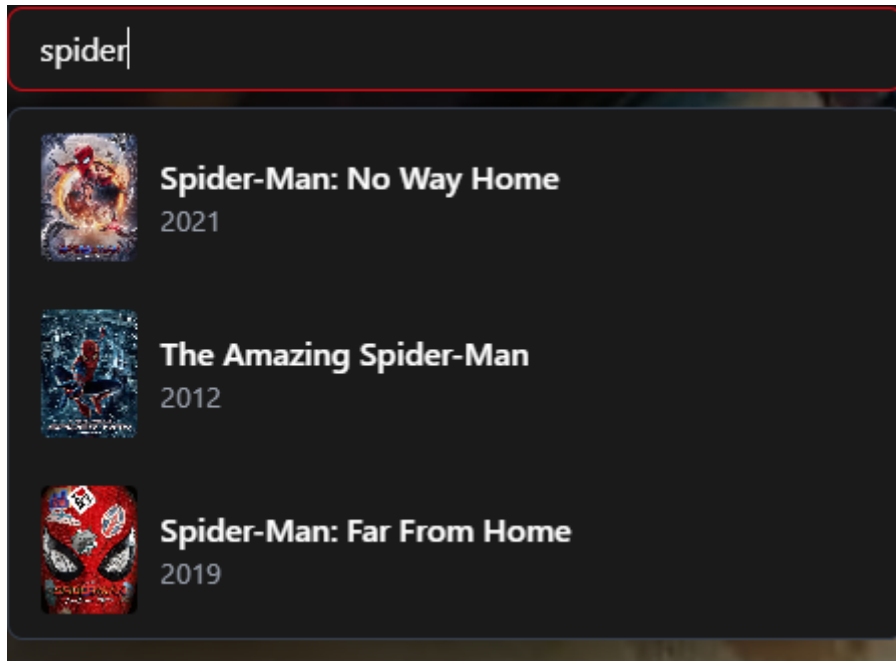 spider
Spider-Man: No Way Home
2021
The Amazing Spider-Man
2012
Spider-Man: Far From Home
2019